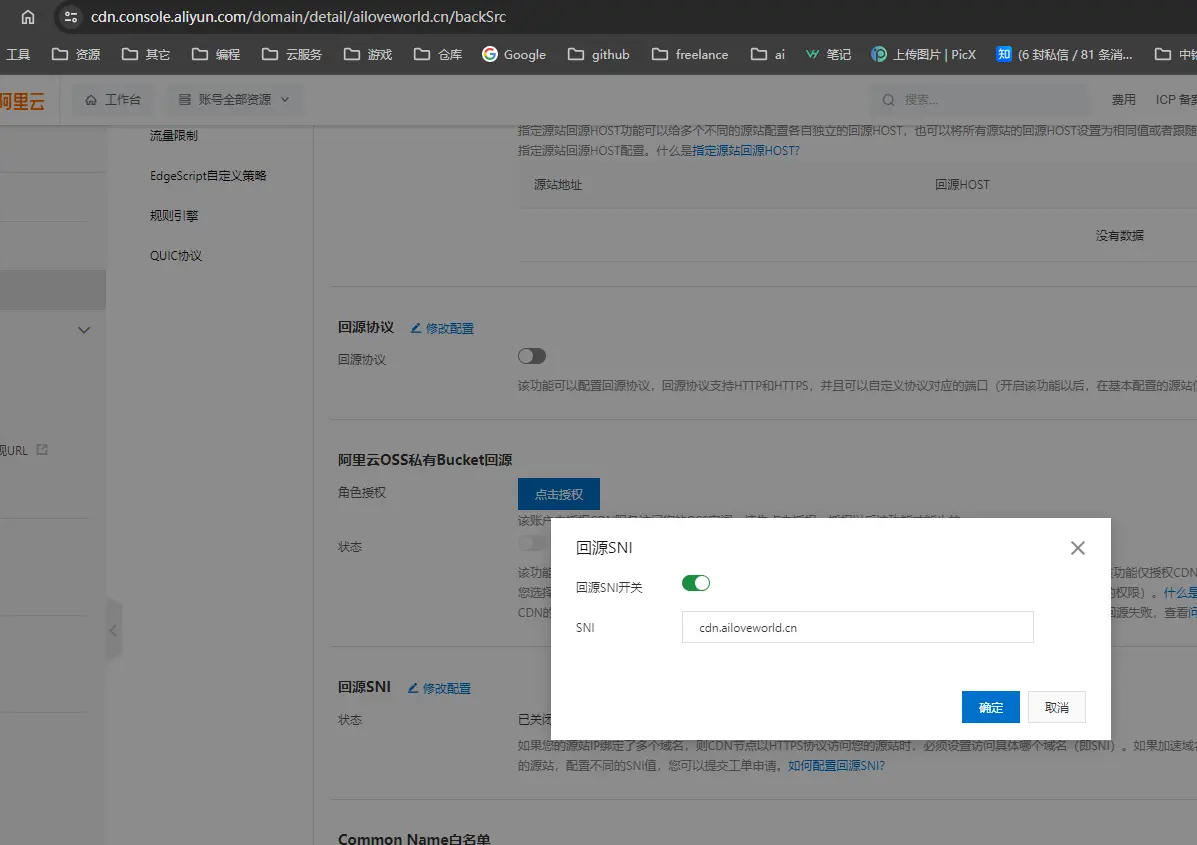 cdn.console.aliyun.com/domain/detail/ailoveworld.cn/backSrc
工具 资源 其它 编程 云服务 游戏 仓库 Google github freelance ai 笔记 上传图片 | PicX 知 (6 封私信 / 81 条消...
阿里云 工作台 账号全部资源 搜索... 费用 ICP 备案
流量限制
指定源站回源HOST功能可以给多个不同的源站配置各自独立的回源HOST，也可以将所有源站的回源HOST设置为相同值或者跟随
指定源站回源HOST配置。什么是指定源站回源HOST?
EdgeScript自定义策略
源站地址 回源HOST
规则引擎
没有数据
QUIC协议
回源协议 修改配置
回源协议
该功能可以配置回源协议，回源协议支持HTTP和HTTPS，并且可以自定义协议对应的端口（开启该功能以后，在基本配置的源站
URL
阿里云OSS私有Bucket回源
角色授权 点击授权
状态
该功能
功能仅授权CDN
您选择
的权限）。什么是
CDN的
回源失败，查看
回源SNI
回源SNI开关
SNI cdn.ailoveworld.cn
确定 取消
回源SNI 修改配置
状态 已关闭
如果您的源站IP绑定了多个域名，则CDN节点以HTTPS协议访问您的源站时，必须设置访问具体哪个域名（即SNI）。如果加速域
的源站，配置不同的SNI值，您可以提交工单申请。如何配置回源SNI?
Common Name白名单